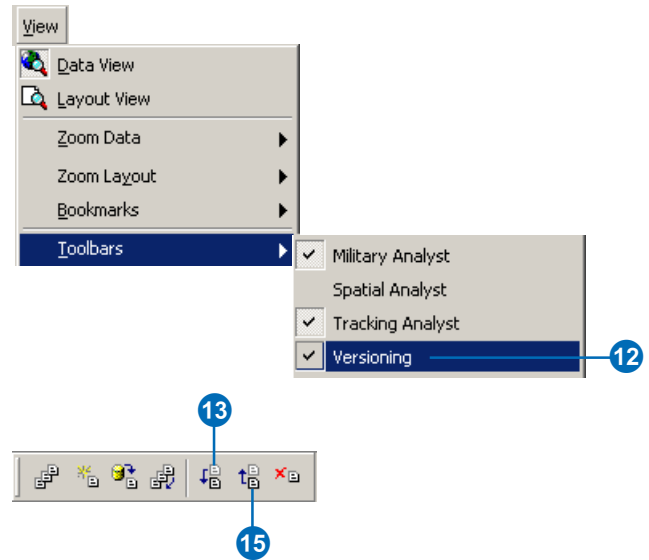 View
Data View
Layout View
Zoom Data
Zoom Layout
Bookmarks
Toolbars
Military Analyst
Spatial Analyst
Tracking Analyst
Versioning
12
13
15